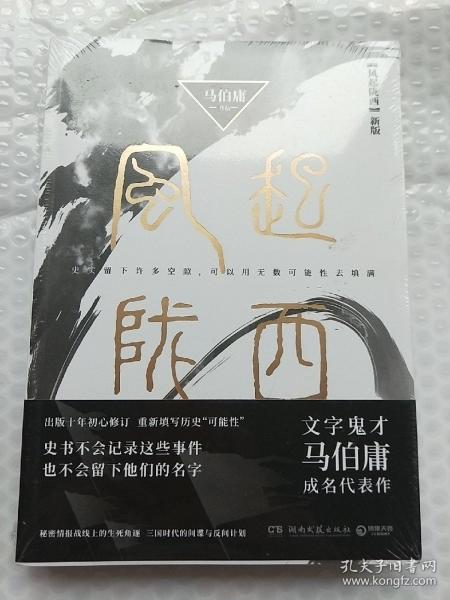 马伯庸
作品
【风起陇西】新版
風起
陇西
史实留下许多空隙，可以用无数可能性去填满
出版十年初心修订 重新填写历史“可能性”
史书不会记录这些事件
也不会留下他们的名字
文字鬼才
马伯庸
成名代表作
秘密情报战线上的生死角逐 三国时代的间谍与反间计划
CS
湖南文艺出版社
博集天卷
孔夫子旧书网
www.kongfz.com